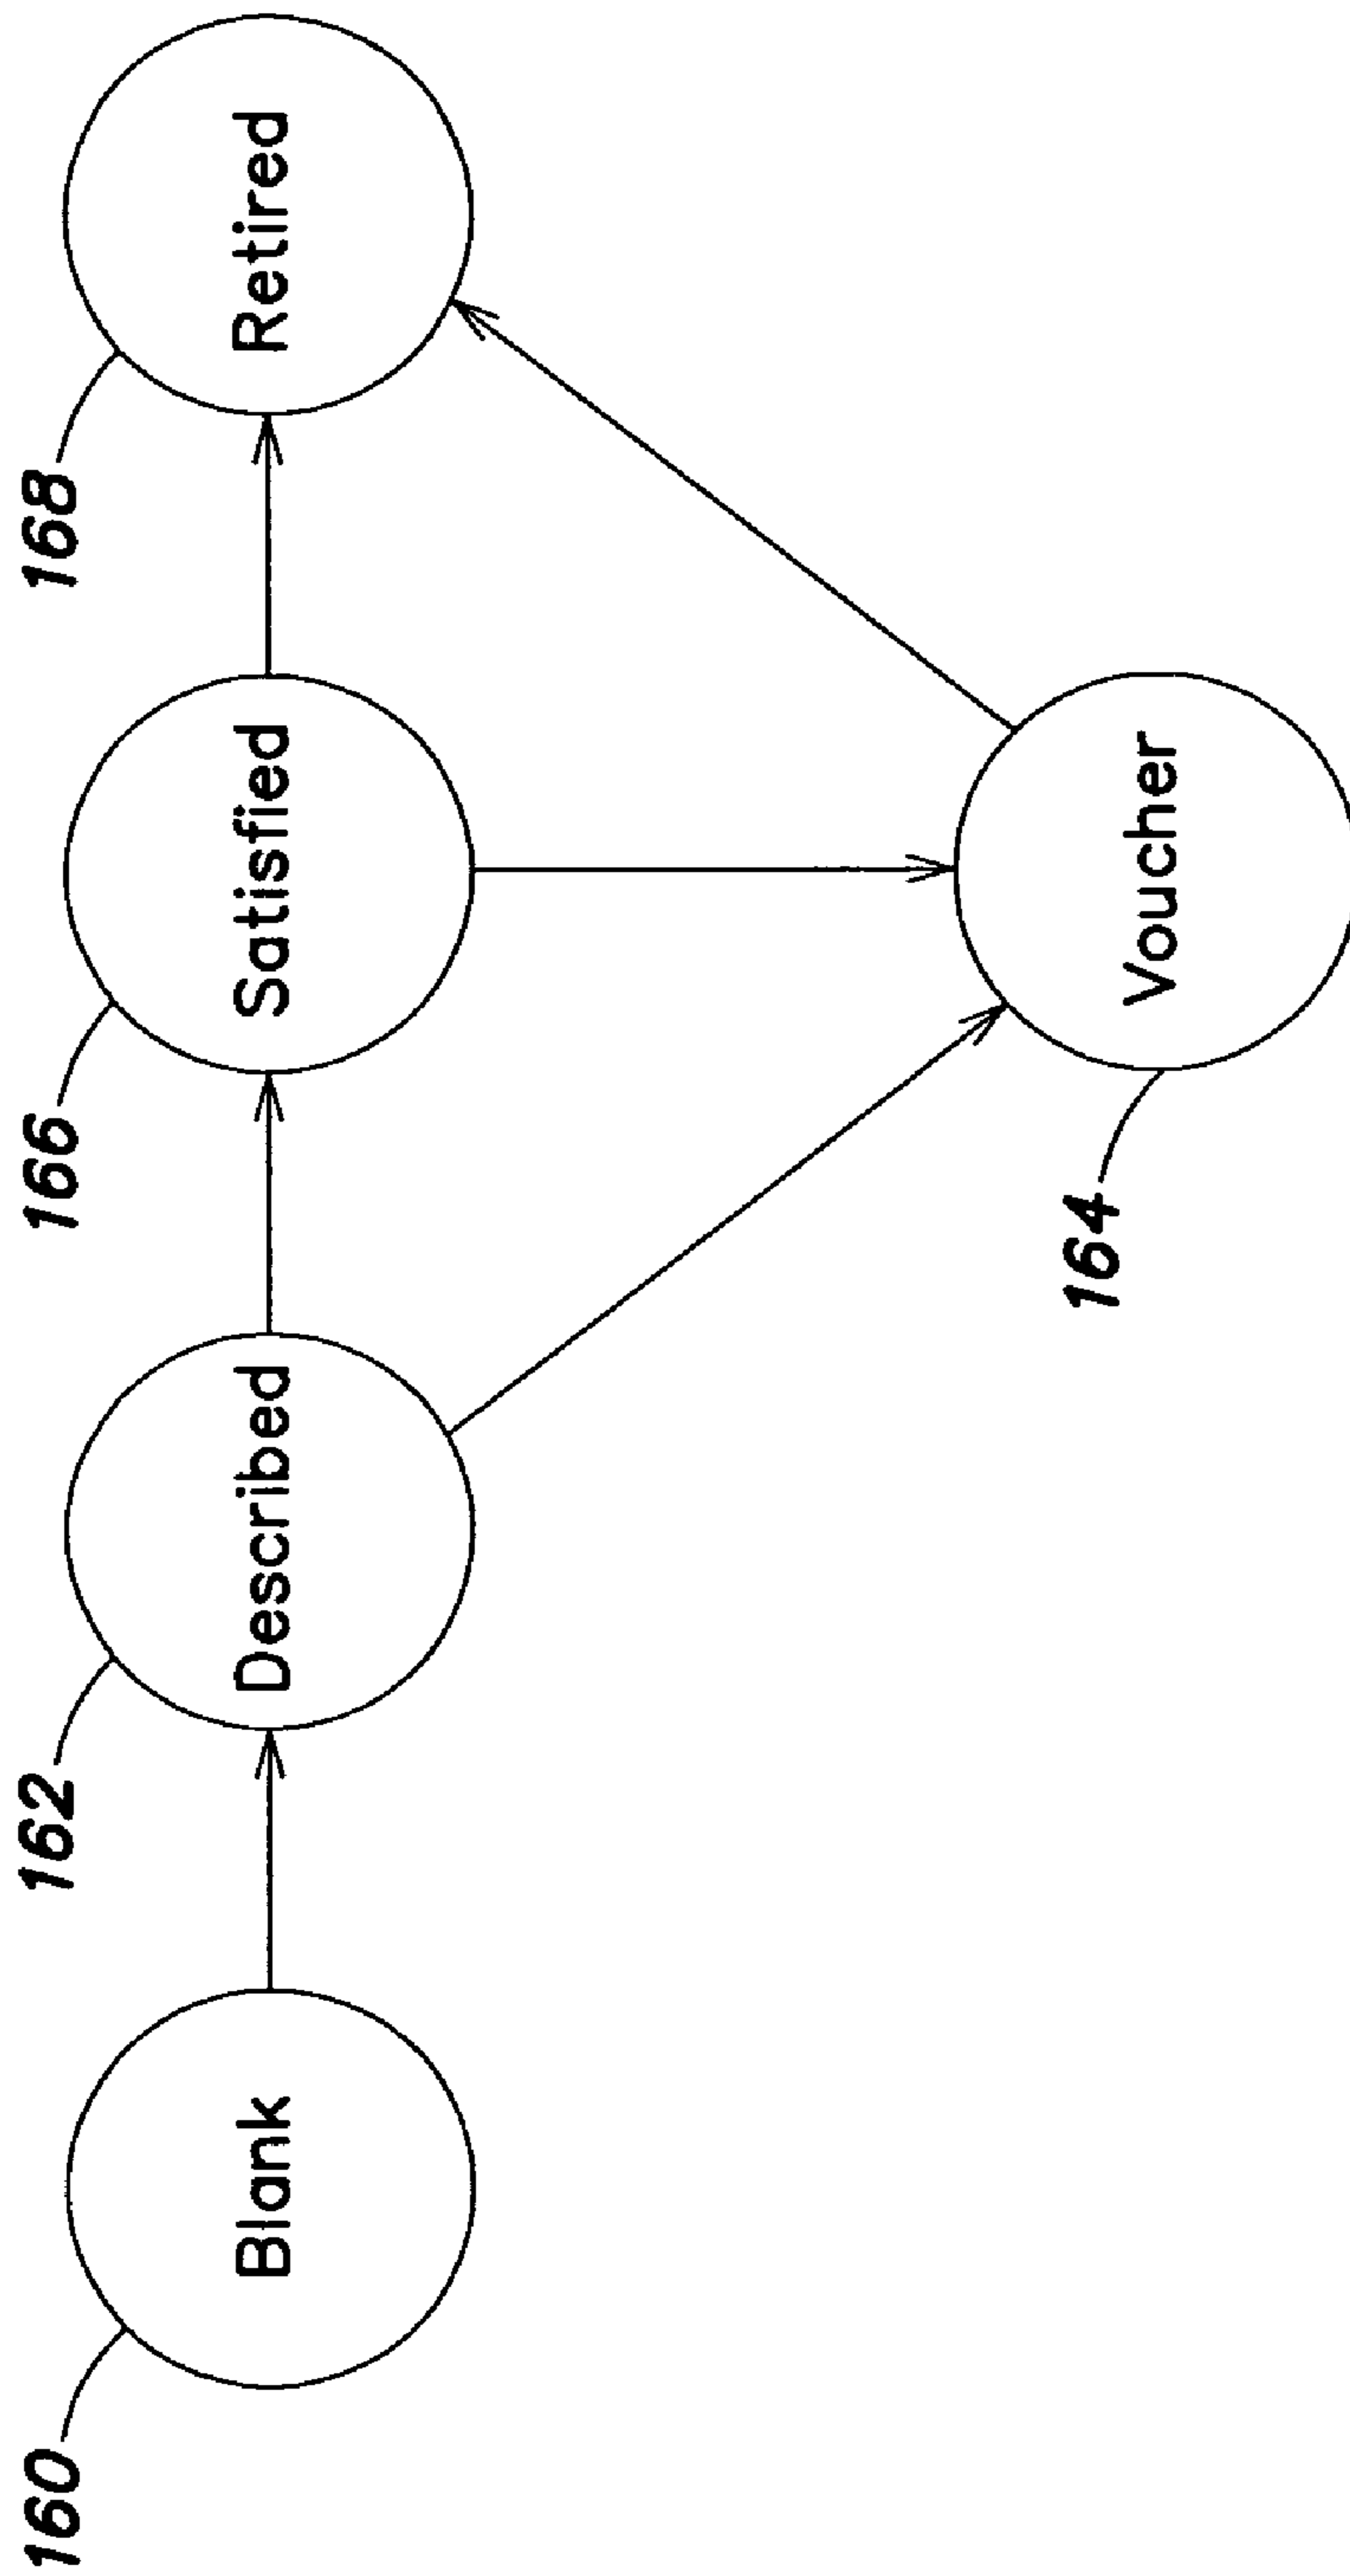 160
162
166
168
Blank
Described
Satisfied
Retired
164
Voucher